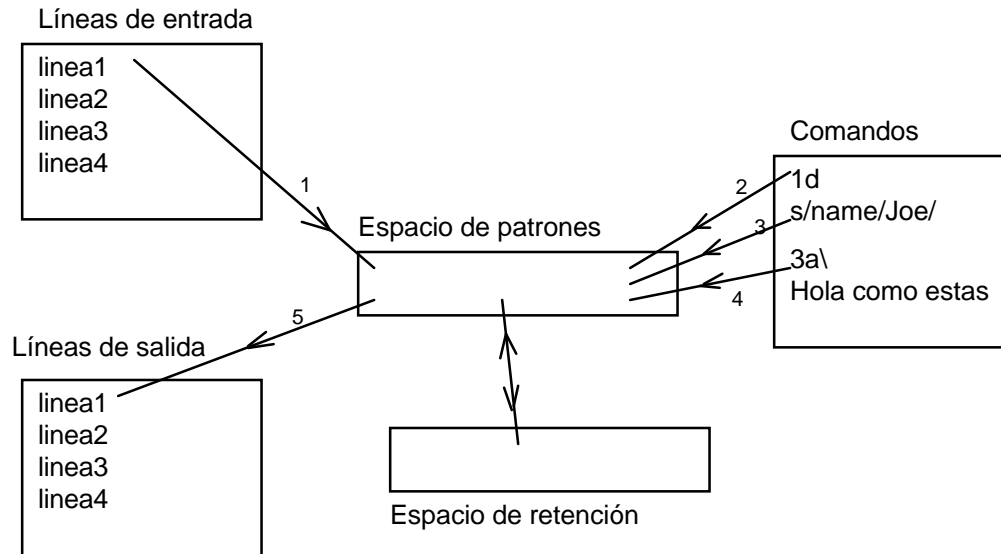 Líneas de entrada
linea1
linea2
linea3
linea4
1
Comandos
1d
s/name/Joe/
3a\
Hola como estas
2
3
4
Espacio de patrones
5
Líneas de salida
linea1
linea2
linea3
linea4
Espacio de retención